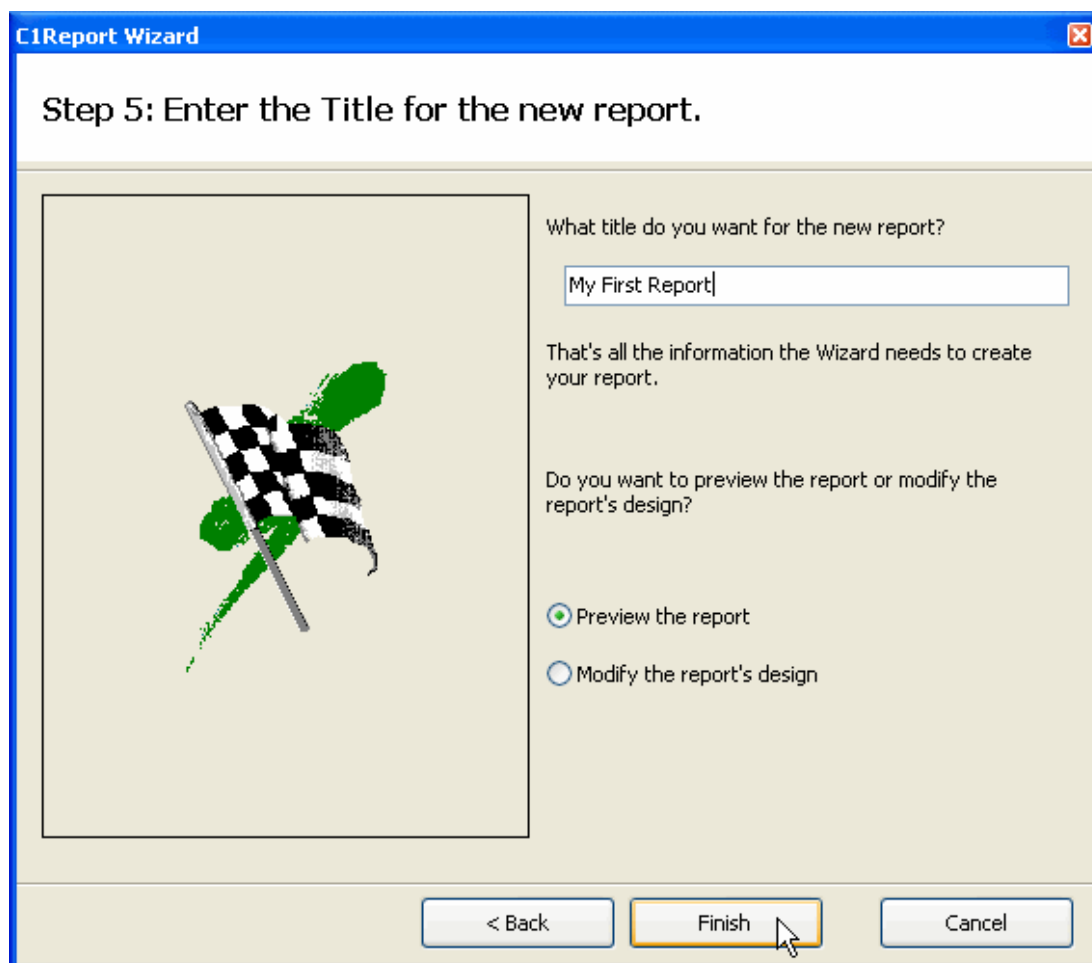 C1Report Wizard
Step 5: Enter the Title for the new report.
What title do you want for the new report?
My First Report
That's all the information the Wizard needs to create
your report.
Do you want to preview the report or modify the
report's design?
Preview the report
Modify the report's design
< Back
Finish
Cancel